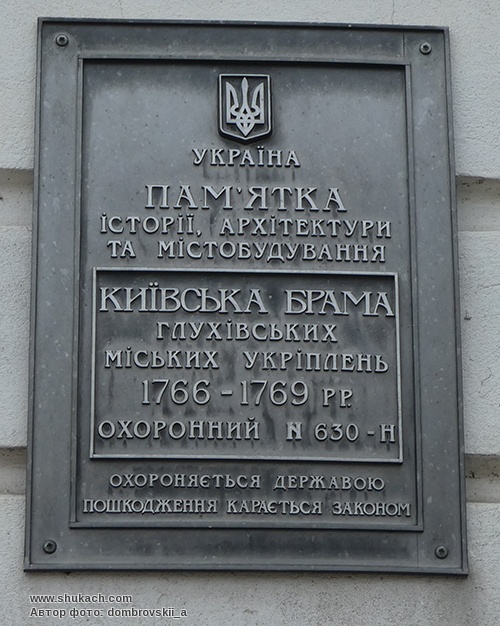 УКРАЇНА
ПАМ'ЯТКА
ІСТОРІЇ, АРХІТЕКТУРИ
ТА МІСТОБУДУВАННЯ
КИЇВСЬКА БРАМА
ГЛУХІВСЬКИХ
МІСЬКИХ УКРІПЛЕНЬ
1766 - 1769 РР.
ОХОРОННИЙ N 630 - Н
ОХОРОНЯЄТЬСЯ ДЕРЖАВОЮ
ПОШКОДЖЕННЯ КАРАЄТЬСЯ ЗАКОНОМ
www.shukach.com
Автор фото: dombrovskii_a